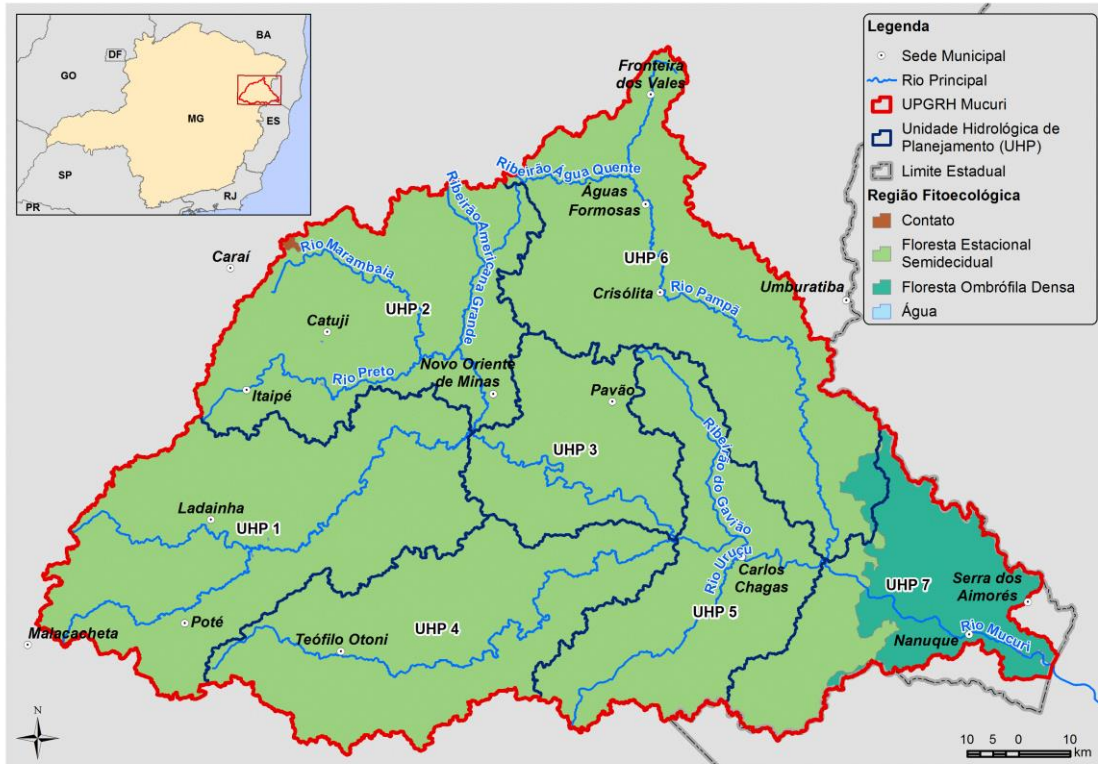 BA
DF
GO
MG
ES
SP
RJ
PR
Legenda
Sede Municipal
Rio Principal
UPGRH Mucuri
Unidade Hidrológica de
Planejamento (UHP)
Limite Estadual
Região Fitoecológica
Contato
Floresta Estacional
Semidecidual
Floresta Ombrófila Densa
Água
Fronteira
dos Vales
Ribeirão Água Quente
Águas
Formosas
Ribeirão Americana Grande
Caraí
Rio Marambaia
UHP 6
Crisólita
Rio Pampã
Umburatiba
UHP 2
Catuji
Novo Oriente
de Minas
Rio Preto
Itaipé
Pavão
UHP 3
Ribeirão do Gavião
Ladainha
UHP 1
Rio Uruçu
Carlos
Chagas
UHP 7
Serra dos
Aimorés
UHP 5
Poté
Malacacheta
Teófilo Otoni
UHP 4
Nanuque
Rio Mucuri
N
10 5 0 10
km